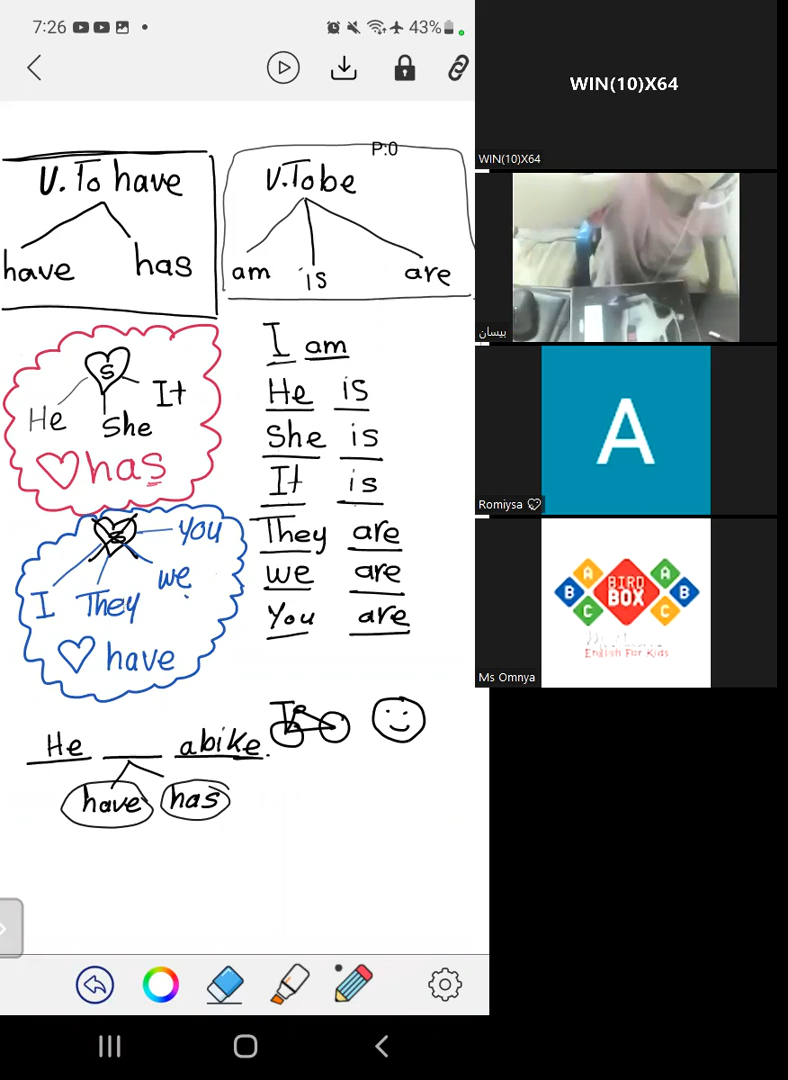 7:26
43%
P:0
V. To have
have has
V. To be
am is are
S
He She It
has
S
I They we You
have
I am
He is
She is
It is
They are
we are
You are
He ___ a bike.
have has
WIN(10)X64
WIN(10)X64
بيسان
A
Romiysa
A B C
BIRD BOX
A B C
English For Kids
Ms Omnya